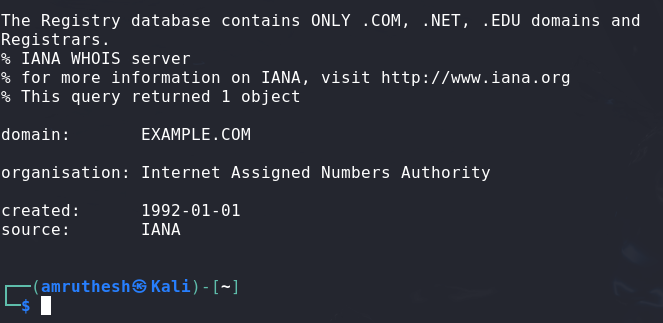 The Registry database contains ONLY .COM, .NET, .EDU domains and
Registrars.
% IANA WHOIS server
% for more information on IANA, visit http://www.iana.org
% This query returned 1 object

domain:       EXAMPLE.COM

organisation: Internet Assigned Numbers Authority

created:      1992-01-01
source:       IANA

┌──(amruthesh㉿Kali)-[~]
└─$